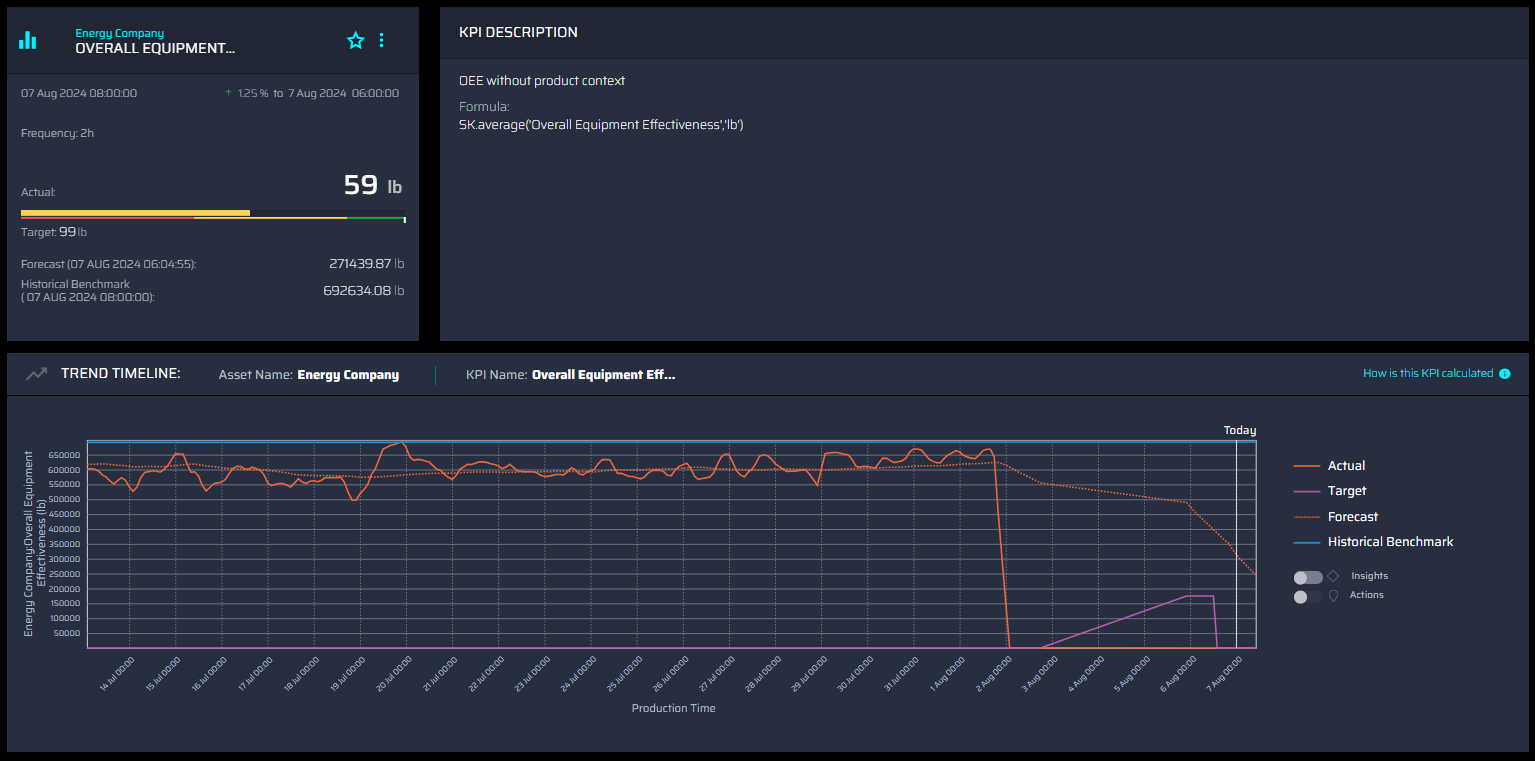 Energy Company
OVERALL EQUIPMENT...
07 Aug 2024 08:00:00
↑ 1.25 % to 7 Aug 2024 06:00:00
Frequency: 2h
Actual:
59 lb
Target: 99 lb
Forecast (07 AUG 2024 06:04:55):
271439.87 lb
Historical Benchmark
( 07 AUG 2024 08:00:00):
692634.08 lb
KPI DESCRIPTION
OEE without product context
Formula:
SK.average('Overall Equipment Effectiveness','lb')
TREND TIMELINE:
Asset Name: Energy Company
KPI Name: Overall Equipment Eff...
How is this KPI calculated
Today
Energy Company:Overall Equipment
Effectiveness (lb)
650000
600000
550000
500000
450000
400000
350000
300000
250000
200000
150000
100000
50000
14 Jul 00:00
15 Jul 00:00
16 Jul 00:00
17 Jul 00:00
18 Jul 00:00
19 Jul 00:00
20 Jul 00:00
21 Jul 00:00
22 Jul 00:00
23 Jul 00:00
24 Jul 00:00
25 Jul 00:00
26 Jul 00:00
27 Jul 00:00
28 Jul 00:00
29 Jul 00:00
30 Jul 00:00
31 Jul 00:00
1 Aug 00:00
2 Aug 00:00
3 Aug 00:00
4 Aug 00:00
5 Aug 00:00
6 Aug 00:00
7 Aug 00:00
Production Time
Actual
Target
Forecast
Historical Benchmark
Insights
Actions